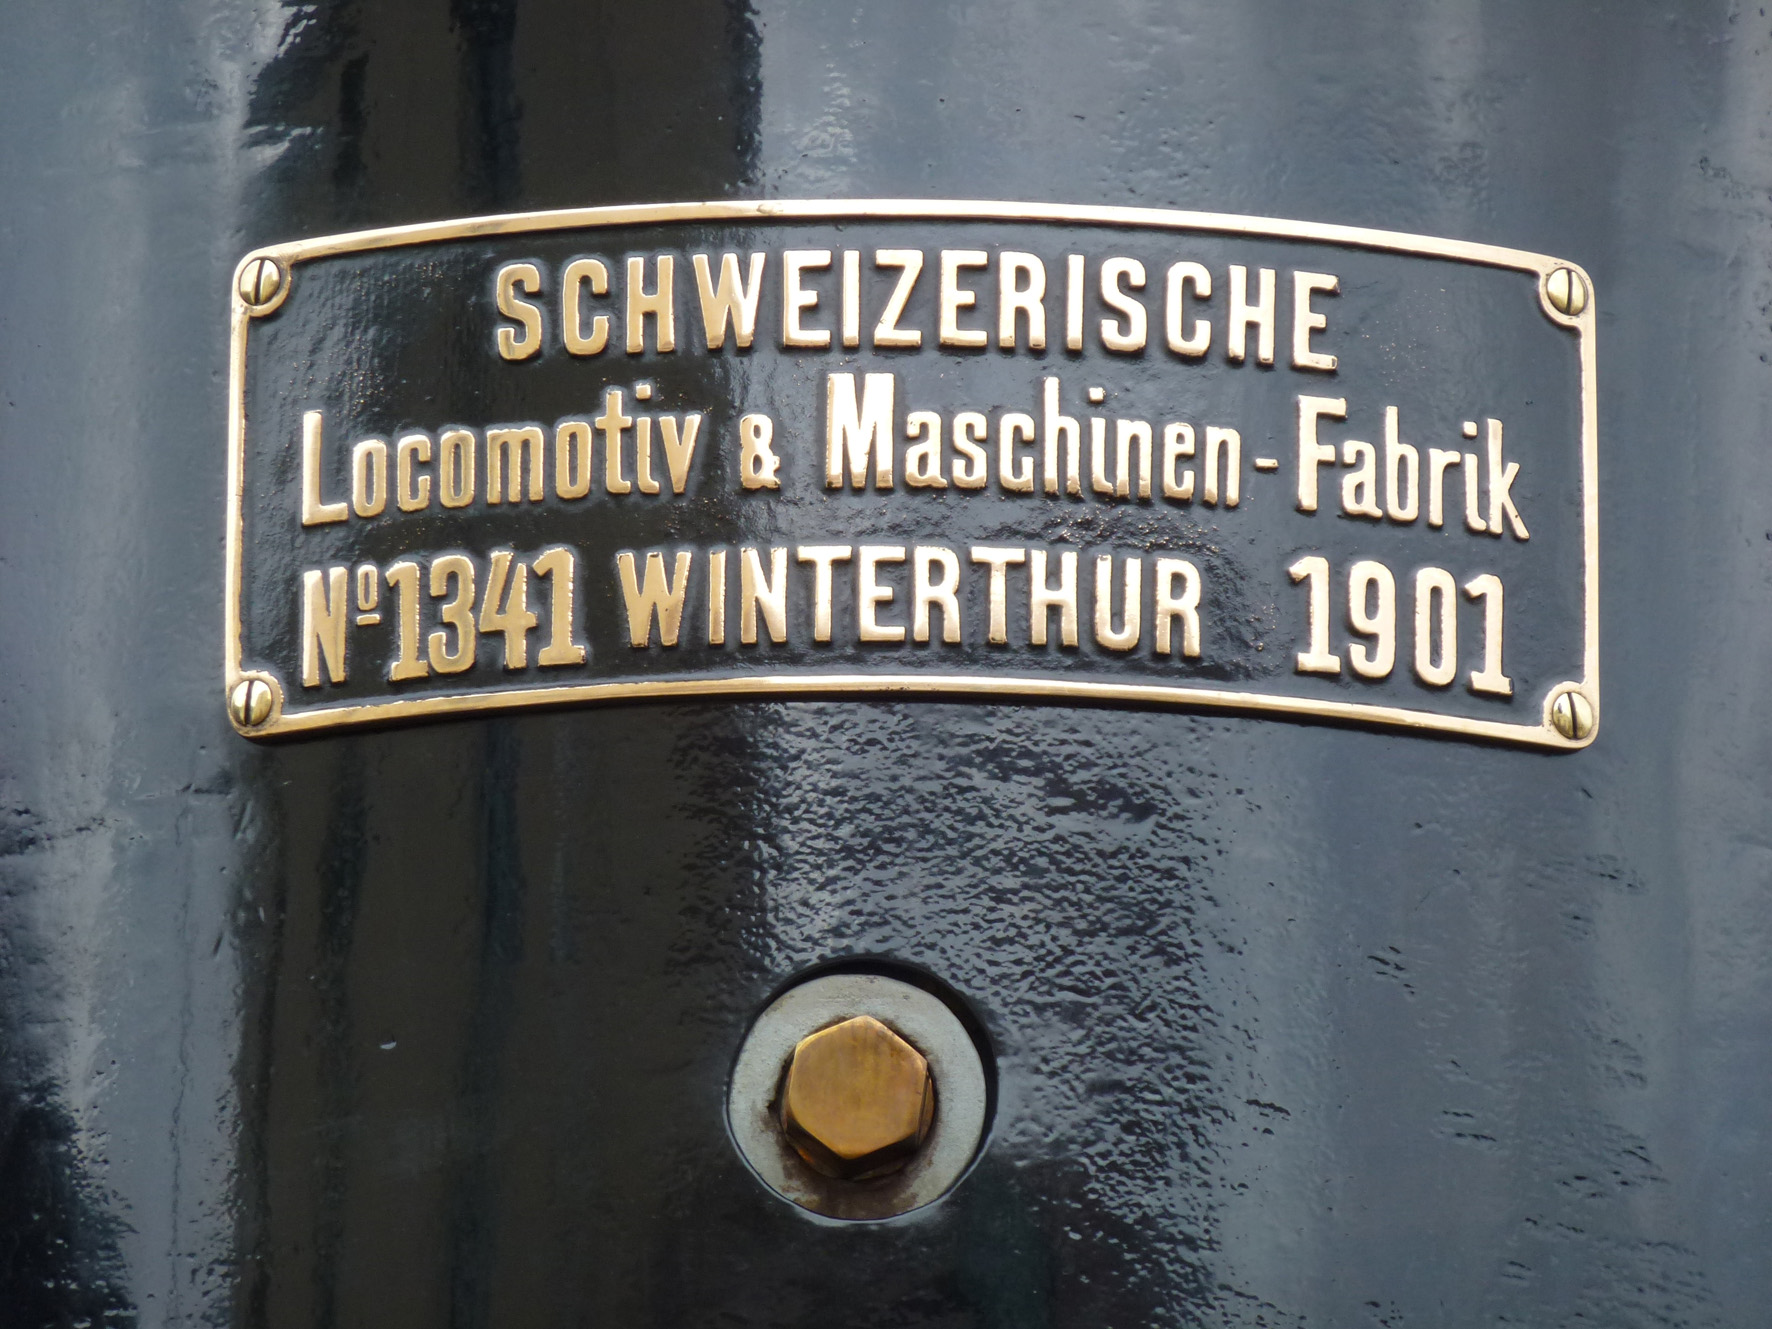 SCHWEIZERISCHE
Locomotiv & Maschinen-Fabrik
Nº 1341 WINTERTHUR 1901